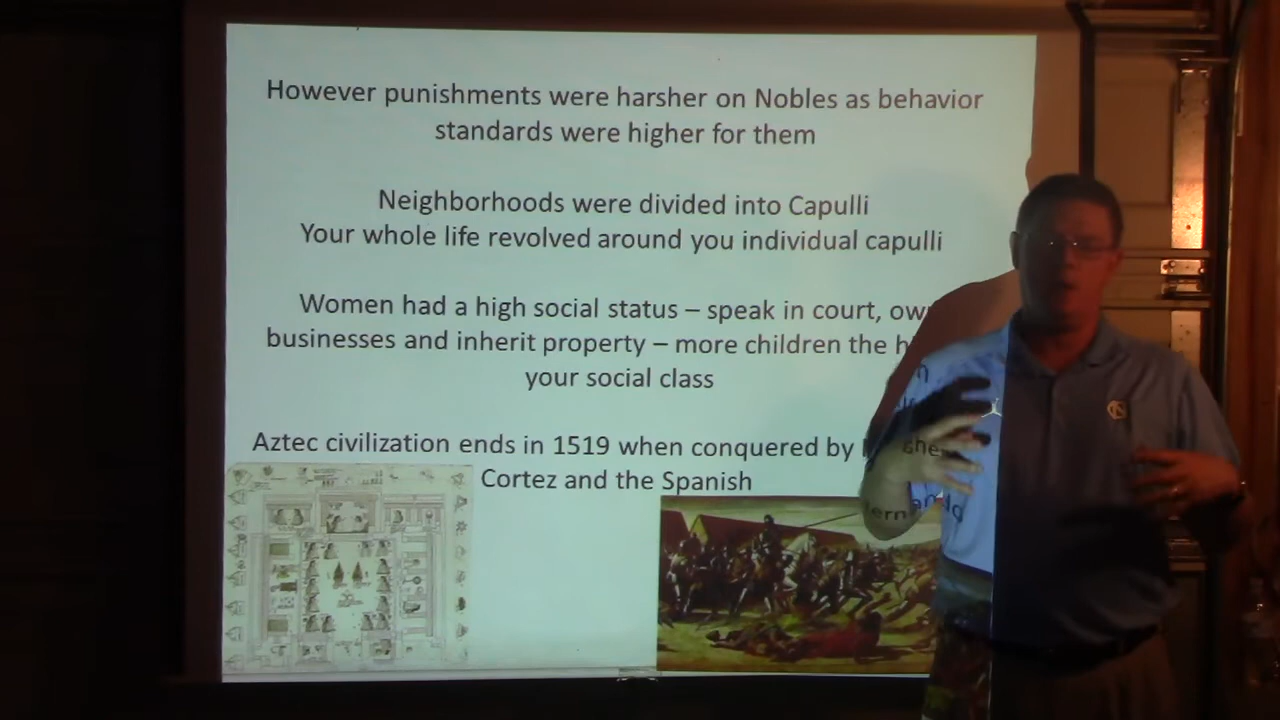 However punishments were harsher on Nobles as behavior
standards were higher for them
Neighborhoods were divided into Capulli
Your whole life revolved around you individual capulli
Women had a high social status – speak in court, own
businesses and inherit property – more children the
your social class
Aztec civilization ends in 1519 when conquered by
Cortez and the Spanish